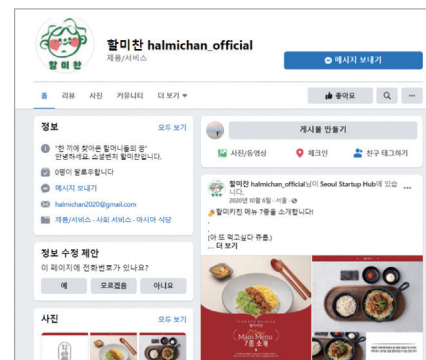 할미찬
할미찬 halmichan_official
제품/서비스
메시지 보내기
홈 리뷰 사진 커뮤니티 더 보기
좋아요
정보 모두 보기
"한 끼에 찾아온 할머니들의 꿈"
안녕하세요. 소셜벤처 할미찬입니다.
0명이 팔로우합니다
메시지 보내기
halmichan2020@gmail.com
제품/서비스 · 사회 서비스 · 아시아 식당
정보 수정 제안
이 페이지에 전화번호가 있나요?
예 모르겠음 아니요
사진 모두 보기
게시물 만들기
사진/동영상 체크인 친구 태그하기
할미찬 halmichan_official님이 Seoul Startup Hub에 있습
니다.
2020년 10월 6일 · 서울 ·
할미키친 메뉴 7종을 소개합니다!
.
.
(아 또 먹고싶다 츄릅,)
... 더 보기
할미키친
Main Menu
7종 소개